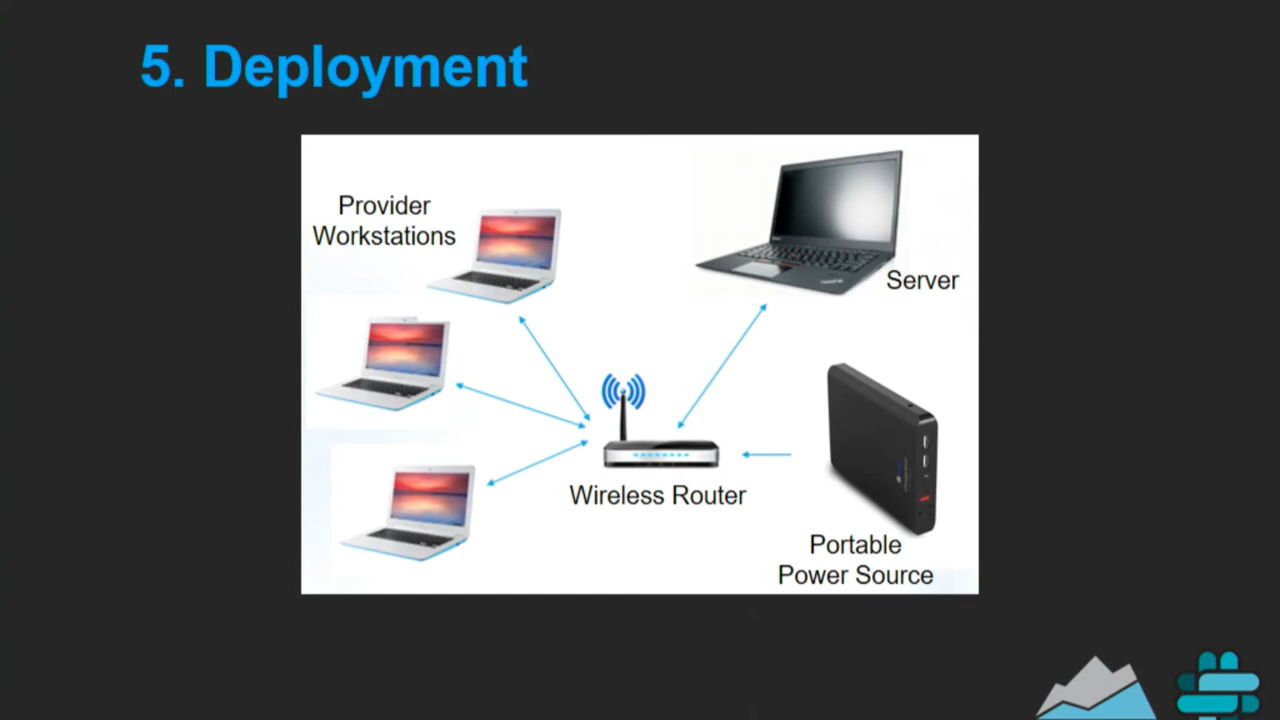 5. Deployment
Provider
Workstations
Server
Wireless Router
Portable
Power Source